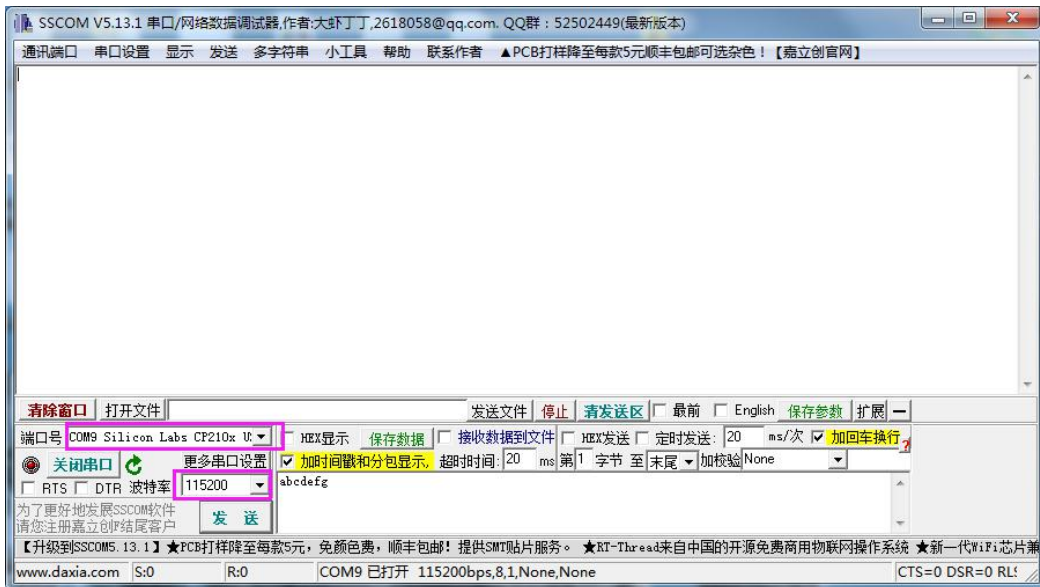 SSCOM V5.13.1 串口/网络数据调试器,作者:大虾丁丁,2618058@qq.com. QQ群：52502449(最新版本)
通讯端口 串口设置 显示 发送 多字符串 小工具 帮助 联系作者 ▲PCB打样降至每款5元顺丰包邮可选杂色！【嘉立创官网】
清除窗口 打开文件 发送文件 停止 清发送区 最前 English 保存参数 扩展 —
端口号 COM9 Silicon Labs CP210x U HEX显示 保存数据 接收数据到文件 HEX发送 定时发送: 20 ms/次 加回车换行
关闭串口 更多串口设置 加时间戳和分包显示, 超时时间: 20 ms 第1 字节 至 末尾 加校验 None
RTS DTR 波特率 115200 abcdefg
为了更好地发展SSCOM软件
请您注册嘉立创F结尾客户
发 送
【升级到SSCOM5.13.1】★PCB打样降至每款5元，免颜色费，顺丰包邮！提供SMT贴片服务。 ★RT-Thread来自中国的开源免费商用物联网操作系统 ★新一代WiFi芯片兼
www.daxia.com S:0 R:0 COM9 已打开 115200bps,8,1,None,None CTS=0 DSR=0 RLS